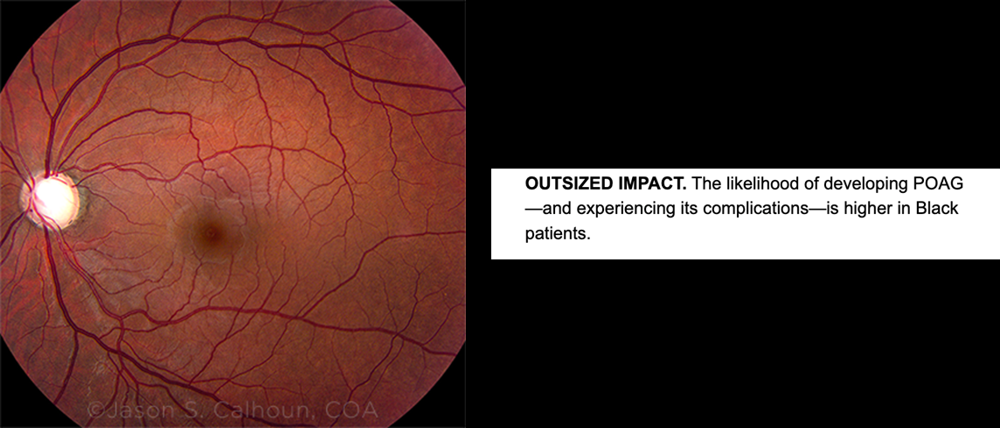 OUTSIZED IMPACT. The likelihood of developing POAG
—and experiencing its complications—is higher in Black
patients.
©Jason S. Calhoun, COA